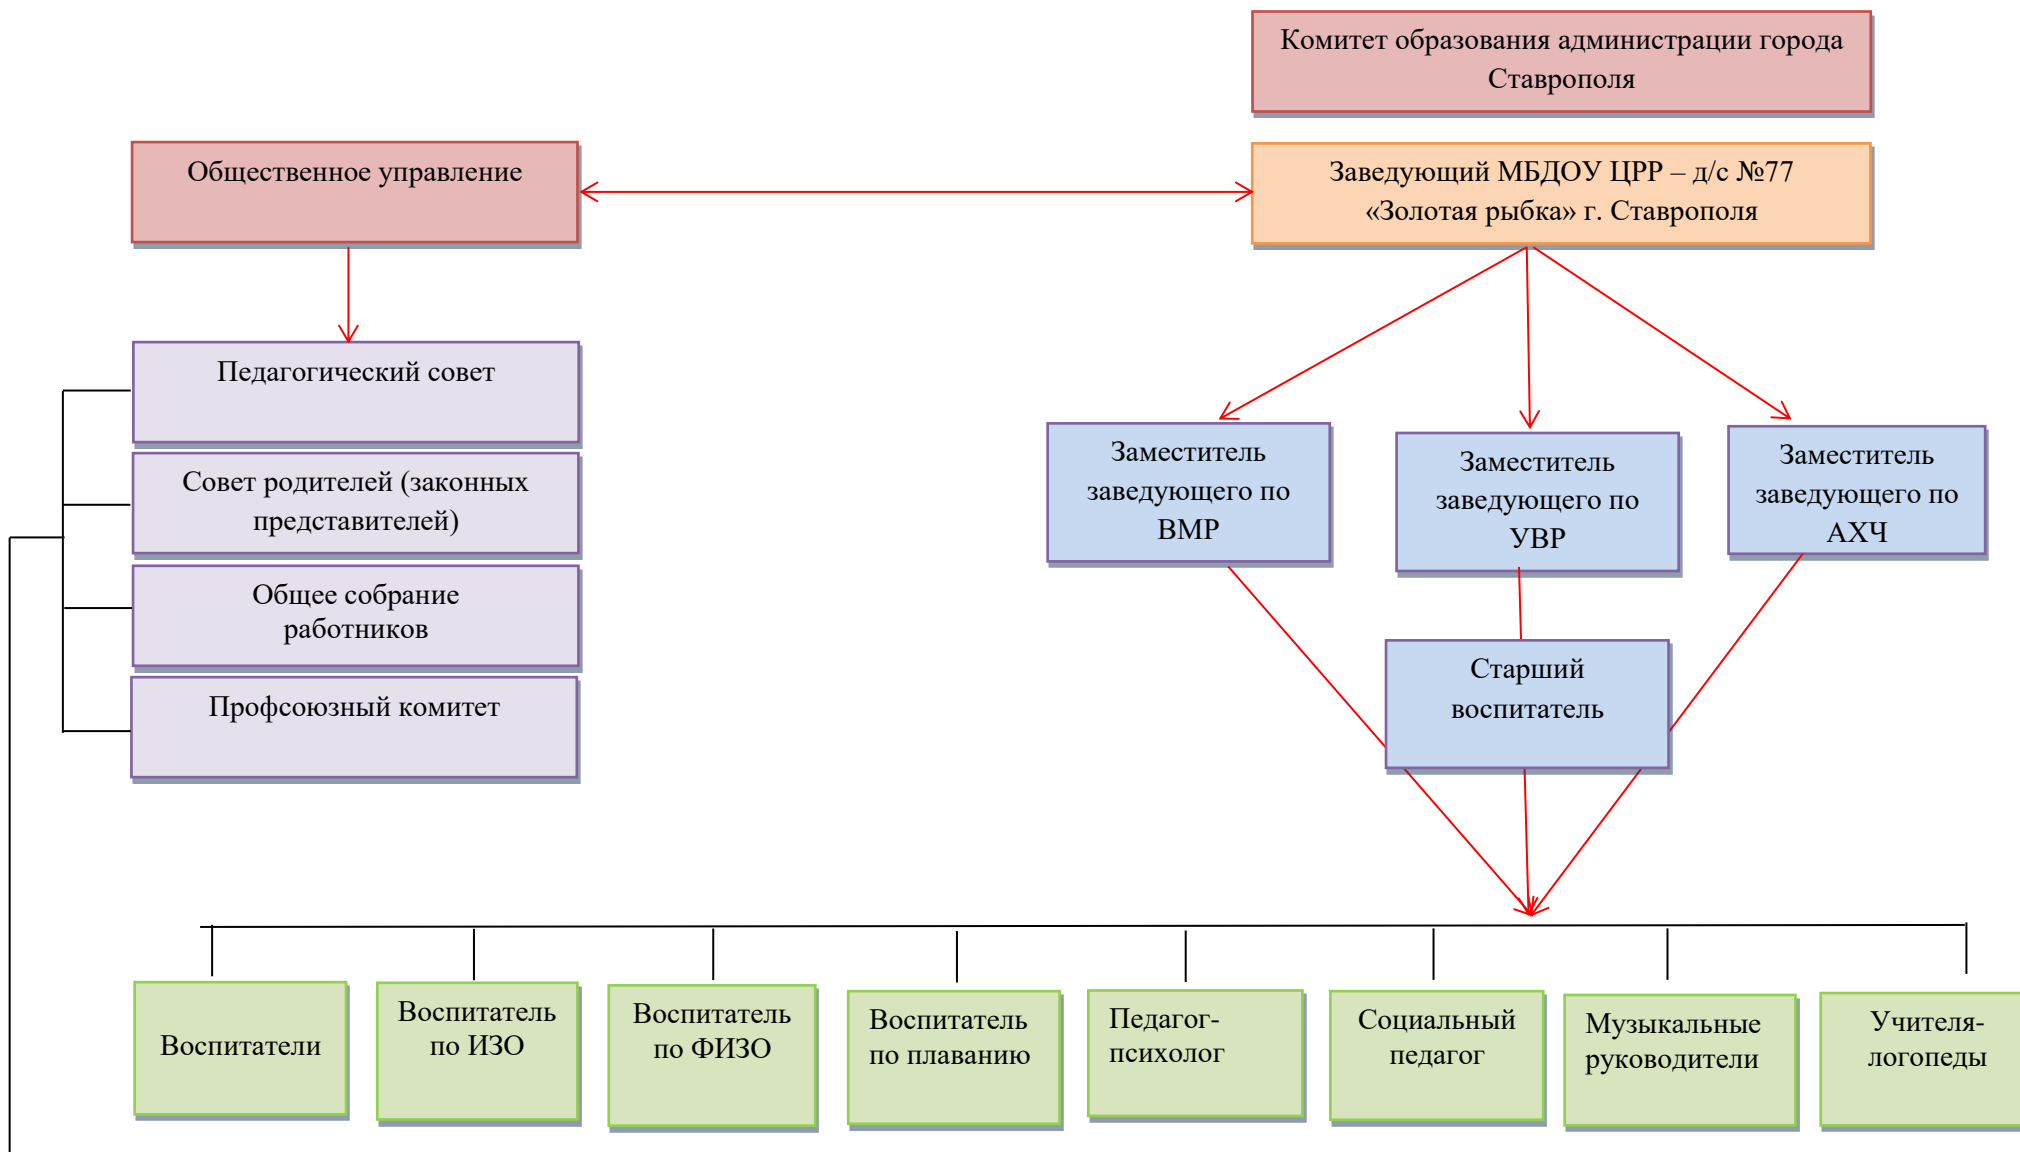 Комитет образования администрации города
Ставрополя
Общественное управление
Заведующий МБДОУ ЦРР – д/с №77
«Золотая рыбка» г. Ставрополя
Педагогический совет
Совет родителей (законных
представителей)
Общее собрание
работников
Профсоюзный комитет
Заместитель
заведующего по
ВМР
Заместитель
заведующего по
УВР
Заместитель
заведующего по
АХЧ
Старший
воспитатель
Воспитатели
Воспитатель
по ИЗО
Воспитатель
по ФИЗО
Воспитатель
по плаванию
Педагог-
психолог
Социальный
педагог
Музыкальные
руководители
Учителя-
логопеды